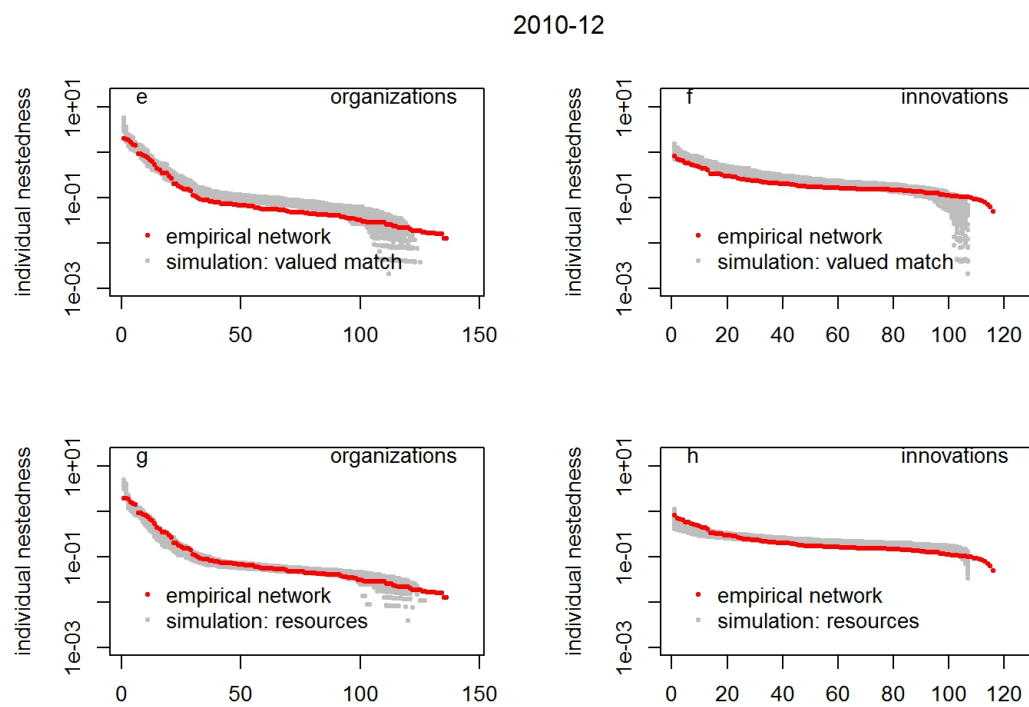 2010-12
e organizations
individual nestedness
1e+01
1e-01
1e-03
empirical network
simulation: valued match
0 50 100 150
f innovations
individual nestedness
1e+01
1e-01
1e-03
empirical network
simulation: valued match
0 20 40 60 80 100 120
g organizations
individual nestedness
1e+01
1e-01
1e-03
empirical network
simulation: resources
0 50 100 150
h innovations
individual nestedness
1e+01
1e-01
1e-03
empirical network
simulation: resources
0 20 40 60 80 100 120